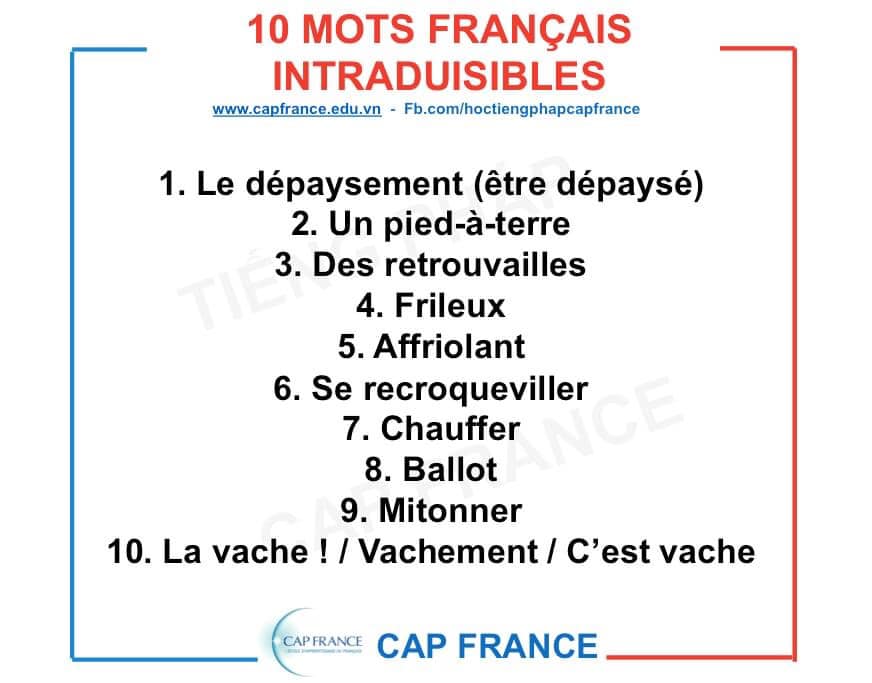 10 MOTS FRANÇAIS
INTRADUISIBLES
www.capfrance.edu.vn - Fb.com/hoctiengphapcapfrance
TIẾNG PHÁP
1. Le dépaysement (être dépaysé)
2. Un pied-à-terre
3. Des retrouvailles
4. Frileux
5. Affriolant
6. Se recroqueviller
7. Chauffer
8. Ballot
9. Mitonner
10. La vache ! / Vachement / C’est vache
CAP FRANCE
CAP FRANCE
CAP FRANCE